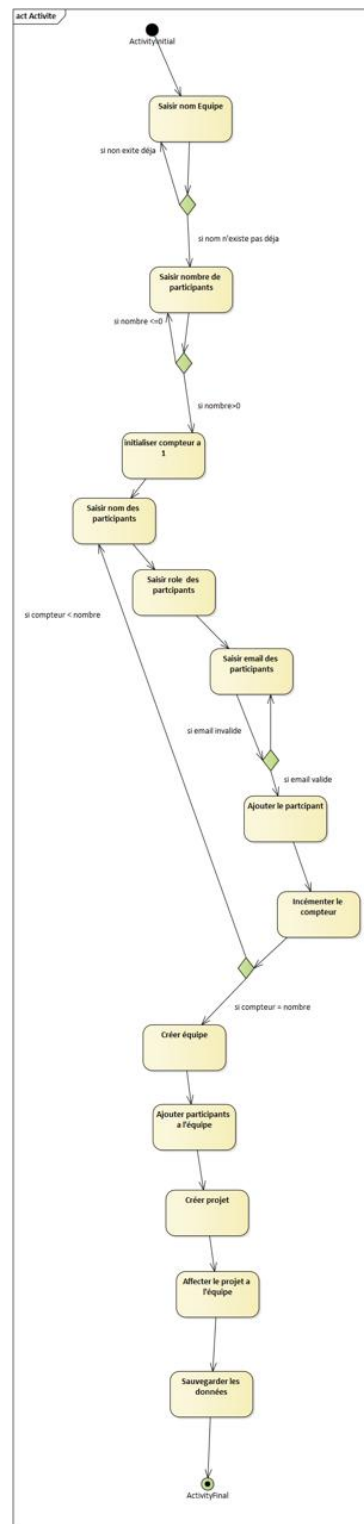 act Activite
ActivityInitial
Saisir nom Equipe
si non exite déja
si nom n'existe pas déja
Saisir nombre de
participants
si nombre <=0
si nombre>0
initialiser compteur a
1
Saisir nom des
participants
Saisir role des
partcipants
si compteur < nombre
Saisir email des
participants
si email invalide
si email valide
Ajouter le partcipant
Incémenter le
compteur
si compteur = nombre
Créer équipe
Ajouter participants
a l'équipe
Créer projet
Affecter le projet a
l'équipe
Sauvegarder les
données
ActivityFinal